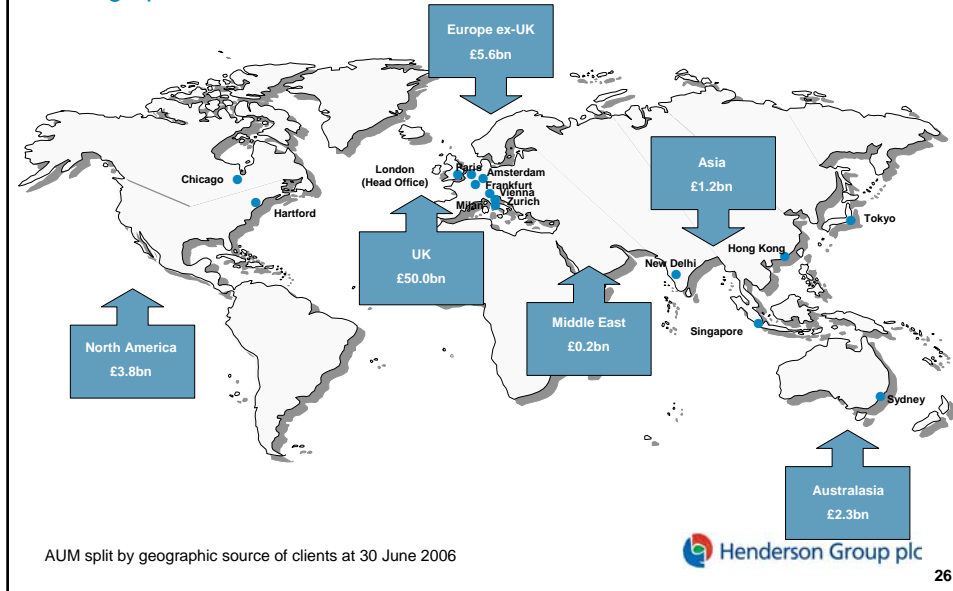 Europe ex-UK
£5.6bn
Asia
£1.2bn
London
(Head Office)
Paris
Amsterdam
Frankfurt
Vienna
Zurich
Milan
Chicago
Hartford
Tokyo
Hong Kong
New Delhi
UK
£50.0bn
Middle East
£0.2bn
Singapore
North America
£3.8bn
Sydney
Australasia
£2.3bn
AUM split by geographic source of clients at 30 June 2006
Henderson Group plc
26